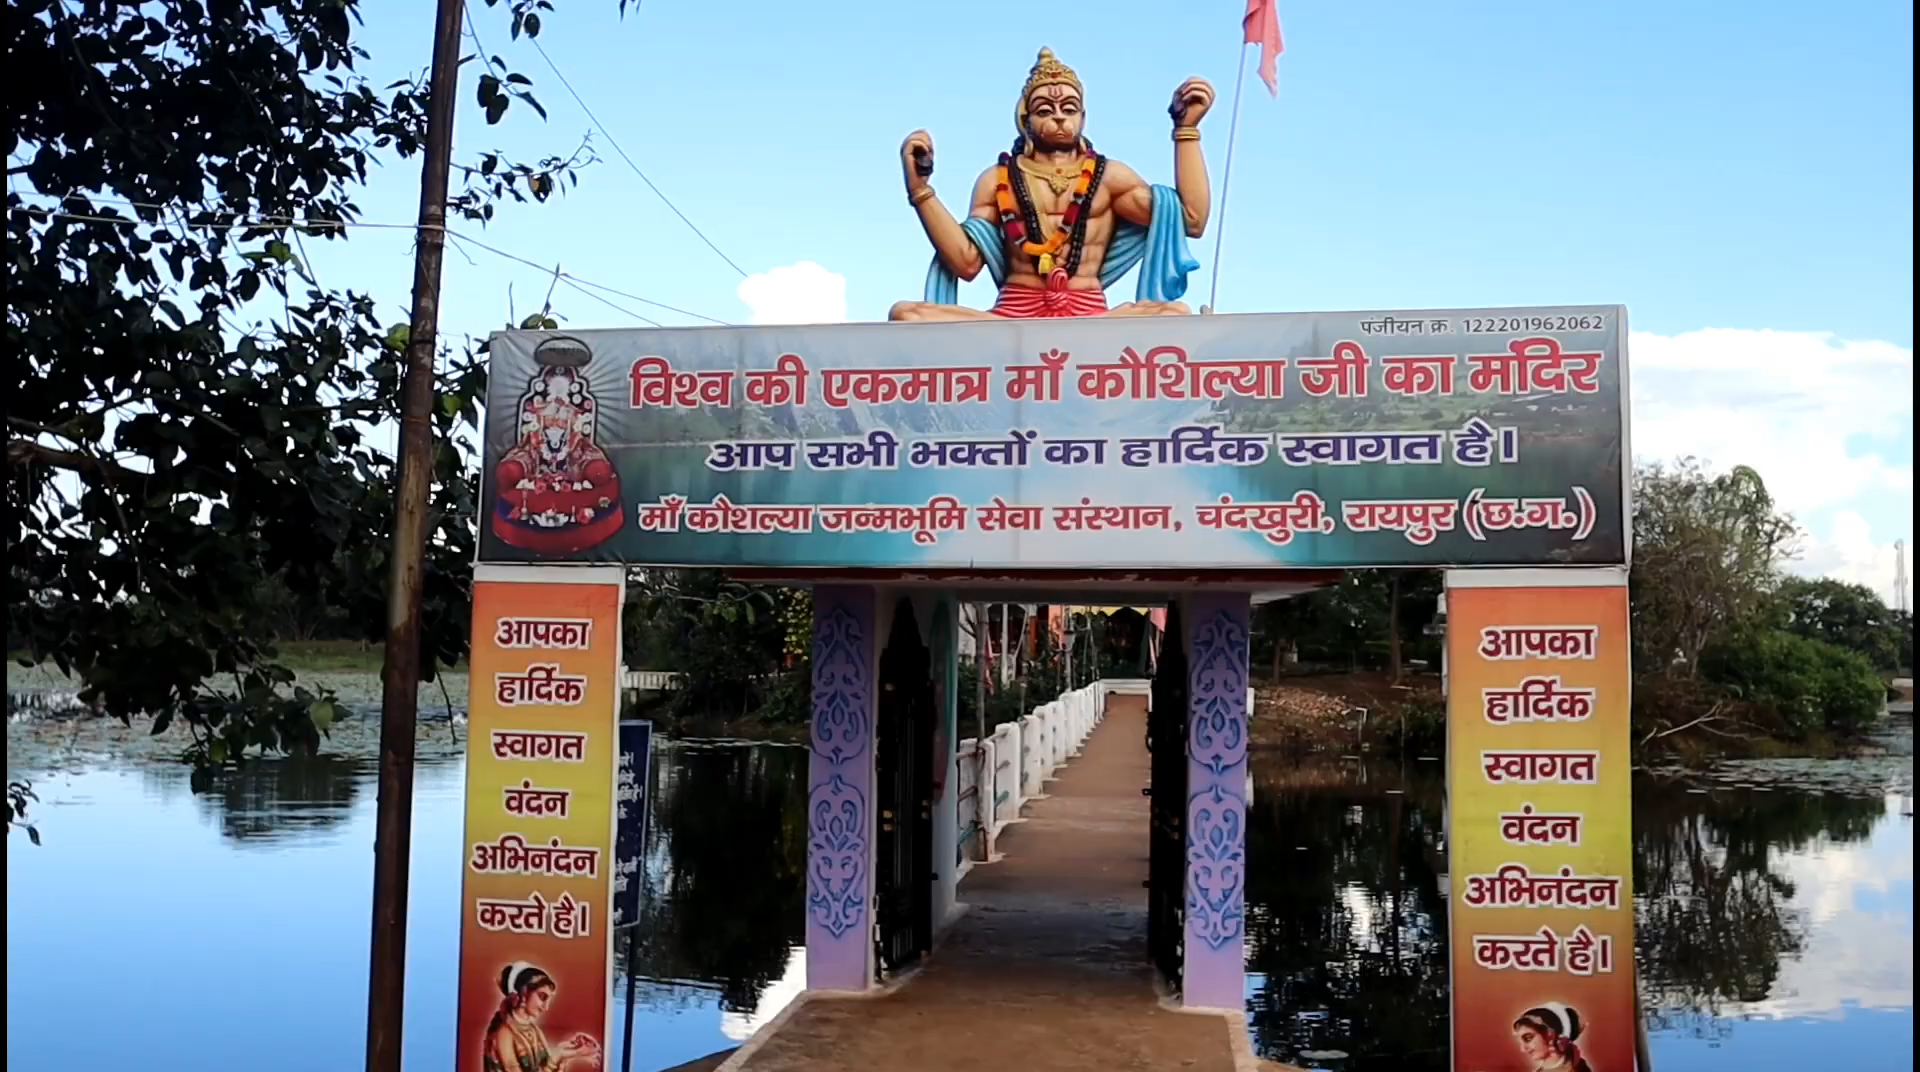 पंजीयन क्र. 122201962062
विश्व की एकमात्र माँ कौशिल्या जी का मंदिर
आप सभी भक्तों का हार्दिक स्वागत है।
माँ कौशल्या जन्मभूमि सेवा संस्थान, चंदखुरी, रायपुर (छ.ग.)
आपका
हार्दिक
स्वागत
वंदन
अभिनंदन
करते है।
आपका
हार्दिक
स्वागत
वंदन
अभिनंदन
करते है।